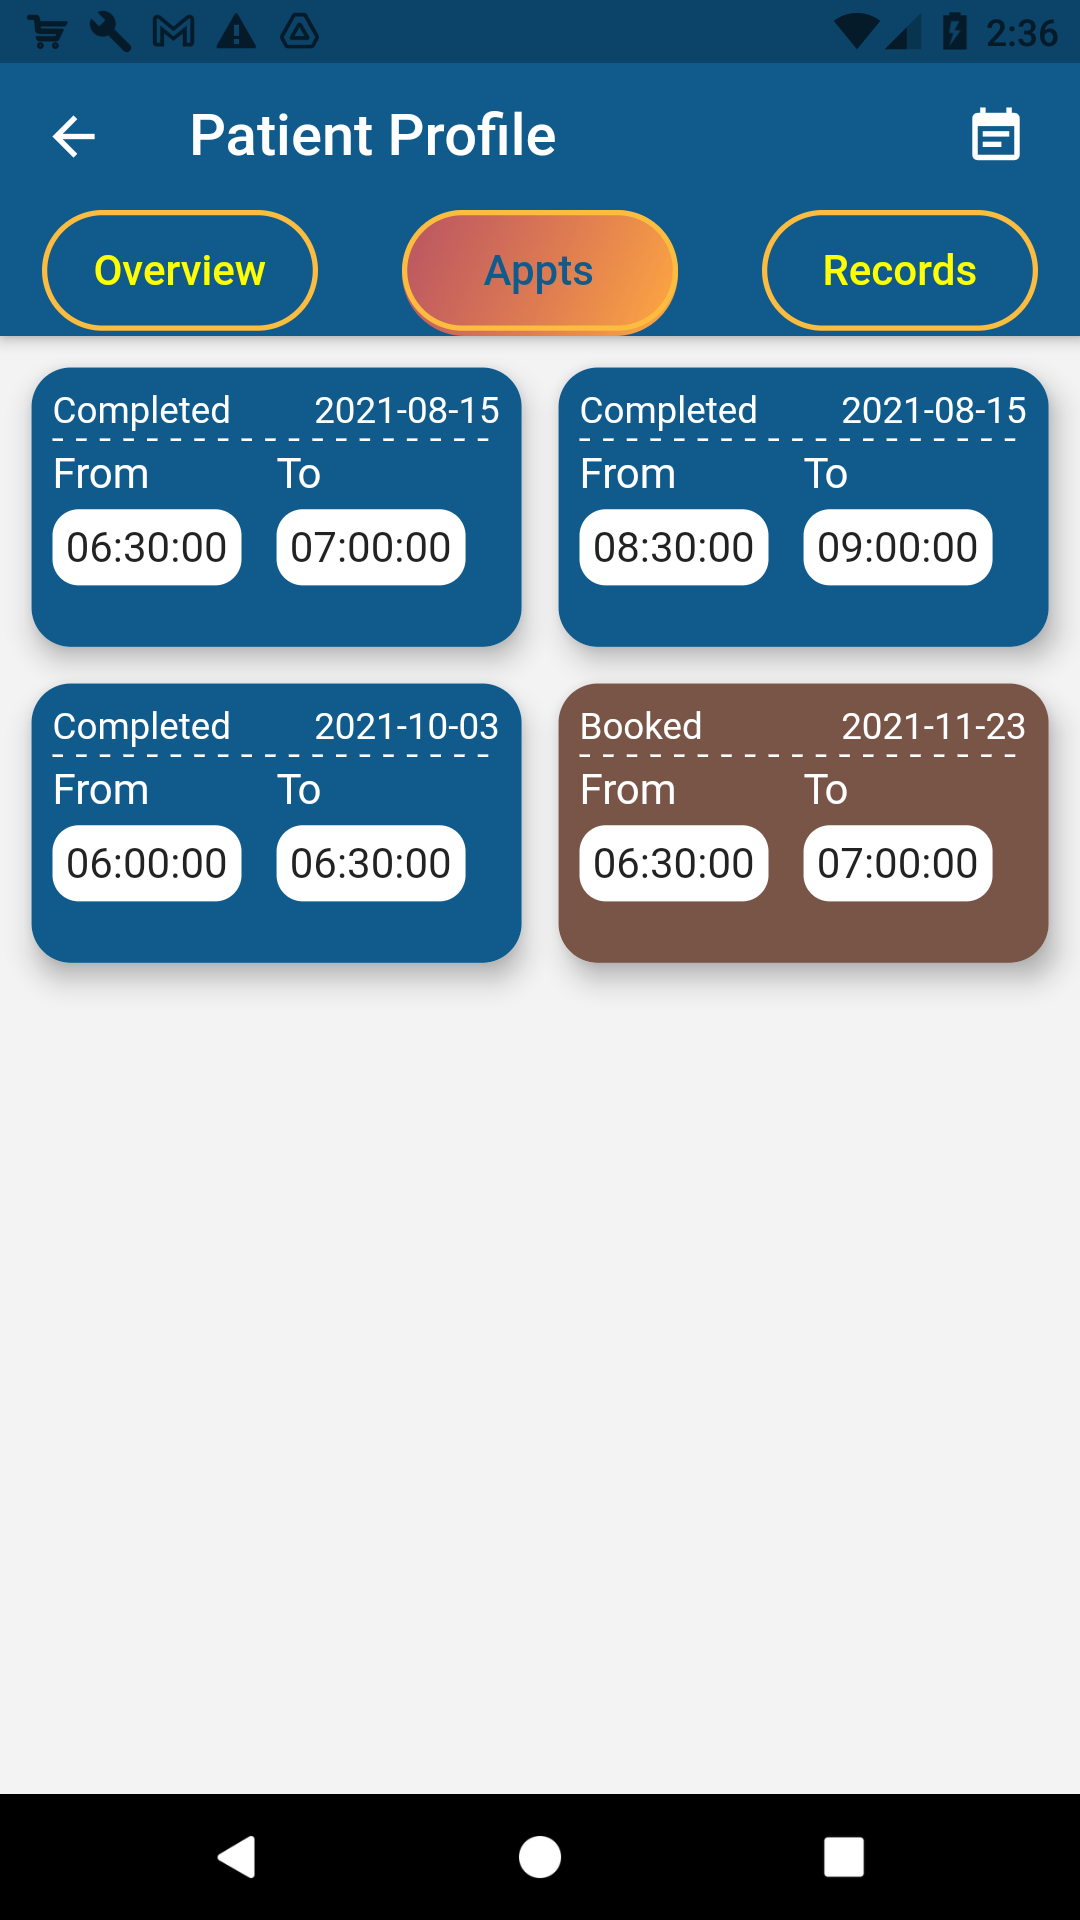 2:36
Patient Profile
Overview Appts Records
Completed 2021-08-15
From To
06:30:00 07:00:00
Completed 2021-08-15
From To
08:30:00 09:00:00
Completed 2021-10-03
From To
06:00:00 06:30:00
Booked 2021-11-23
From To
06:30:00 07:00:00